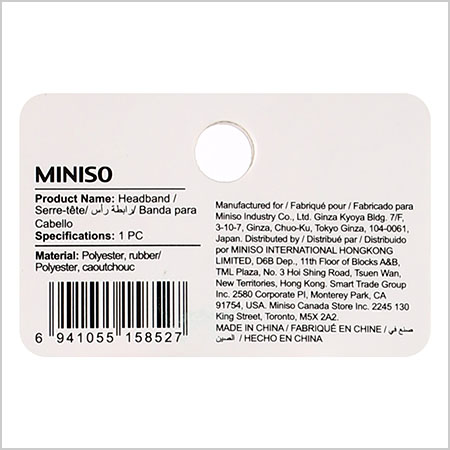 MINISO
Product Name: Headband /
Serre-tête/ رابطة رأس/ Banda para
Cabello
Specifications: 1 PC
Material: Polyester, rubber/
Polyester, caoutchouc
6 941055 158527
Manufactured for / Fabriqué pour / Fabricado para
Miniso Industry Co., Ltd. Ginza Kyoya Bldg. 7/F,
3-10-7, Ginza, Chuo-Ku, Tokyo Ginza, 104-0061,
Japan. Distributed by / Distribué par / Distribuido
por MINISO INTERNATIONAL HONGKONG
LIMITED, D6B Dep., 11th Floor of Blocks A&B,
TML Plaza, No. 3 Hoi Shing Road, Tsuen Wan,
New Territories, Hong Kong. Smart Trade Group
Inc. 2580 Corporate Pl, Monterey Park, CA
91754, USA. Miniso Canada Store Inc. 2245 130
King Street, Toronto, M5X 2A2.
MADE IN CHINA / FABRIQUÉ EN CHINE / صنع في
الصين / HECHO EN CHINA